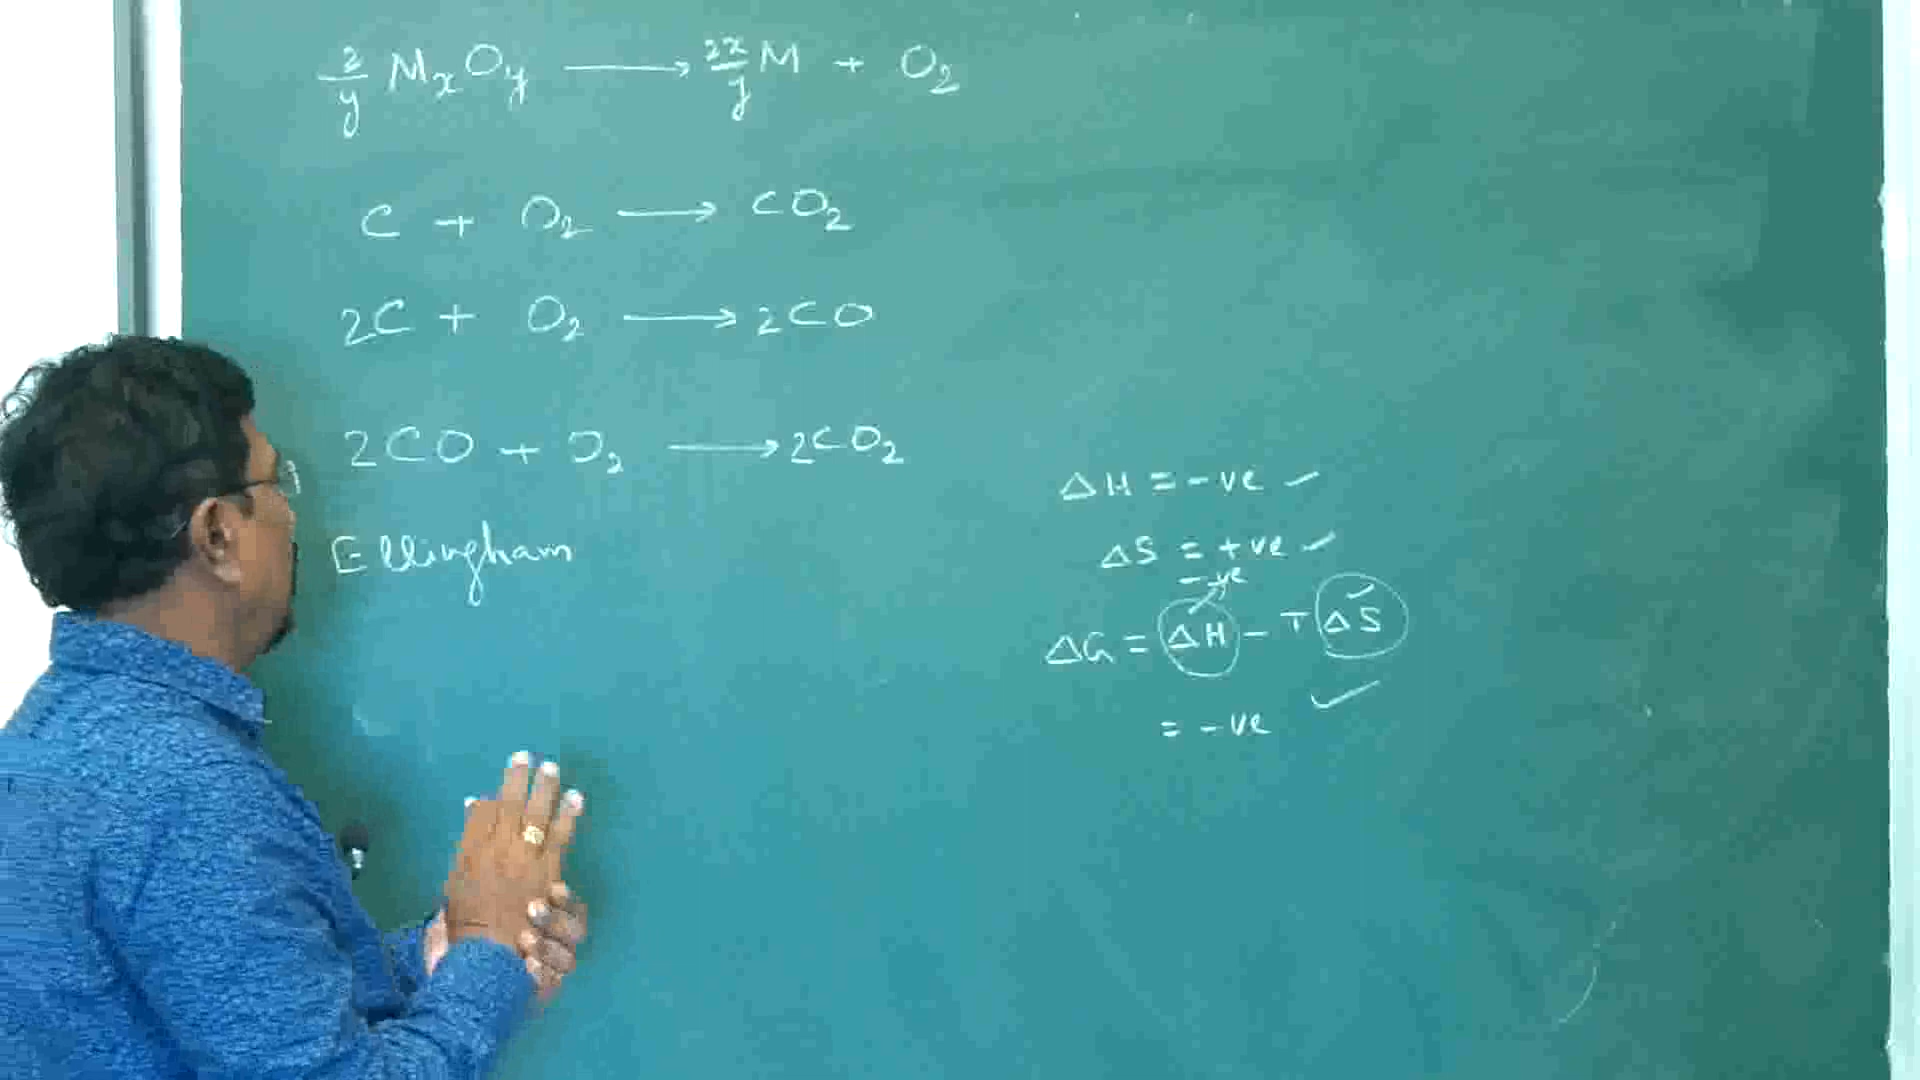 2/y MxOy ⟶ 2x/y M + O₂
C + O₂ ⟶ CO₂
2C + O₂ ⟶ 2CO
2CO + O₂ ⟶ 2CO₂
Ellingham
ΔH = -ve ✓
ΔS = +ve ✓
-ve
ΔG = ΔH - TΔS
= -ve ✓